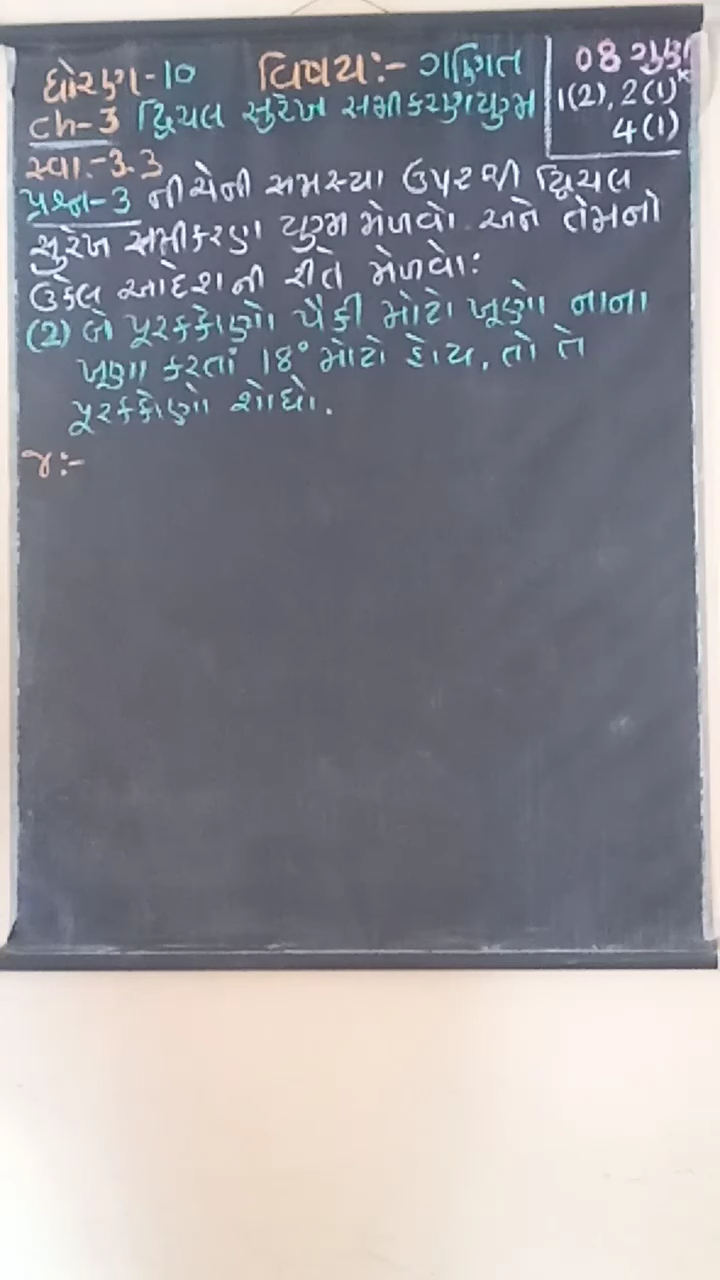 ધોરણ-10 વિષય:- ગણિત
08 ગુણ
Ch-3 દ્વિચલ સુરેખ સમીકરણયુગ્મ
1(2), 2(1)*
4(1)
સ્વા.-3.3
પ્રશ્ન-3 નીચેની સમસ્યા ઉપરથી દ્વિચલ
સુરેખ સમીકરણ યુગ્મ મેળવો અને તેમનો
ઉકેલ આદેશની રીતે મેળવો:
(2) બે પૂરકકોણો પૈકી મોટો ખૂણો નાના
ખૂણા કરતાં 18° મોટો હોય, તો તે
પૂરકકોણો શોધો.
જ:-